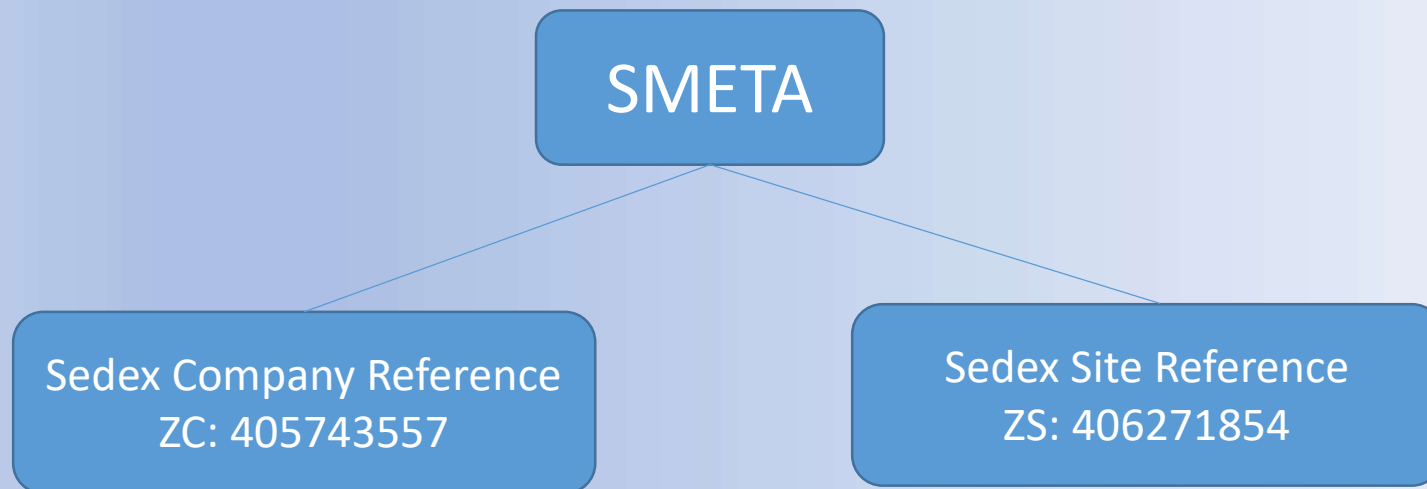 SMETA
Sedex Company Reference
ZC: 405743557
Sedex Site Reference
ZS: 406271854